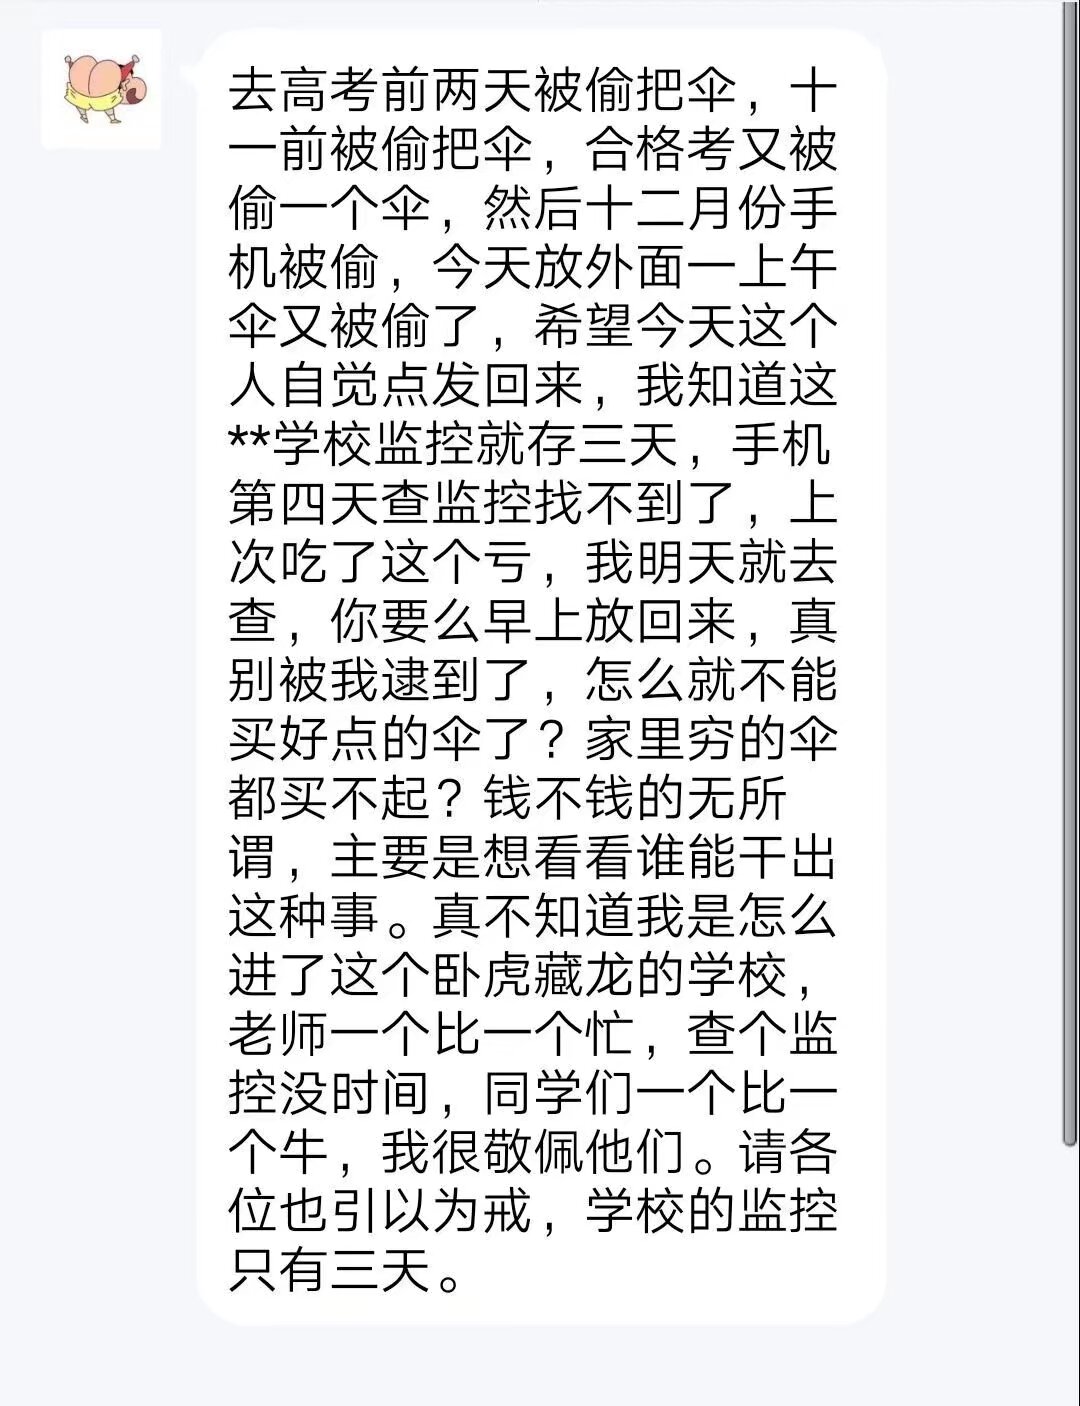 去高考前两天被偷把伞，十
一前被偷把伞，合格考又被
偷一个伞，然后十二月份手
机被偷，今天放外面一上午
伞又被偷了，希望今天这个
人自觉点发回来，我知道这
**学校监控就存三天，手机
第四天查监控找不到了，上
次吃了这个亏，我明天就去
查，你要么早上放回来，真
别被我逮到了，怎么就不能
买好点的伞了？家里穷的伞
都买不起？钱不钱的无所
谓，主要是想看看谁能干出
这种事。真不知道我是怎么
进了这个卧虎藏龙的学校，
老师一个比一个忙，查个监
控没时间，同学们一个比一
个牛，我很敬佩他们。请各
位也引以为戒，学校的监控
只有三天。